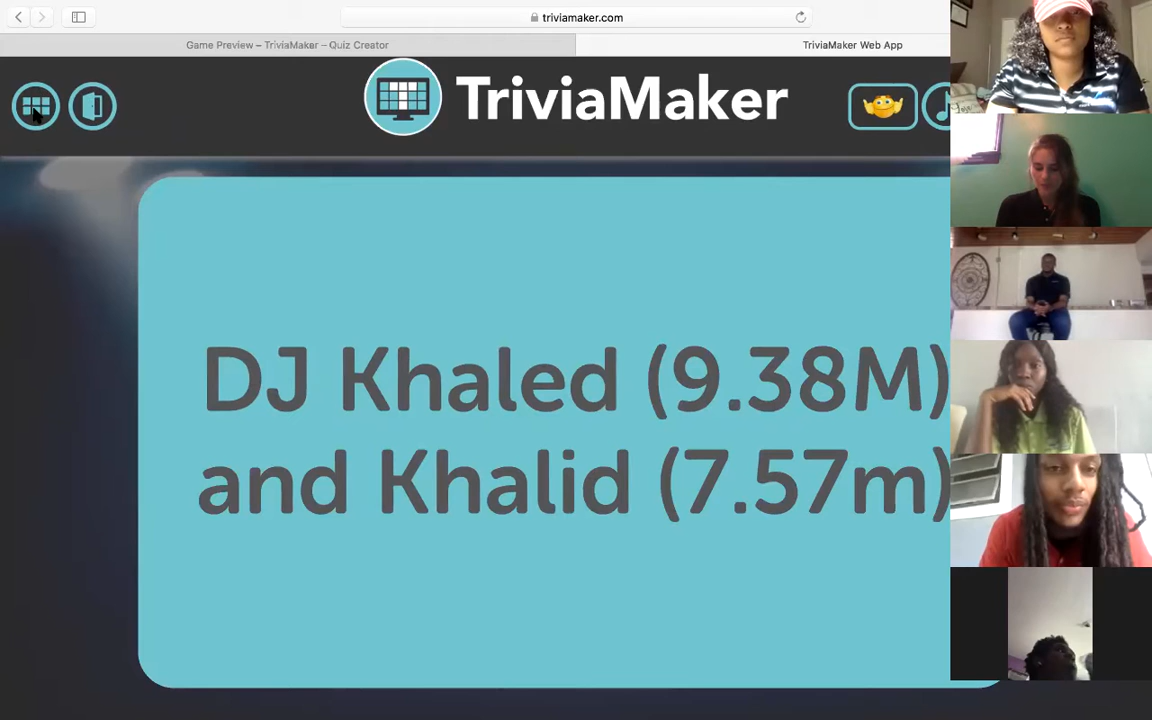 triviamaker.com
Game Preview – TriviaMaker – Quiz Creator
TriviaMaker Web App
TriviaMaker
DJ Khaled (9.38M)
and Khalid (7.57m)